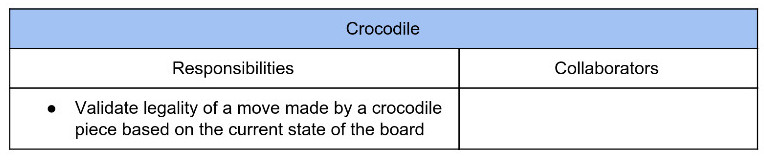 Crocodile
Responsibilities
Collaborators
● Validate legality of a move made by a crocodile
piece based on the current state of the board